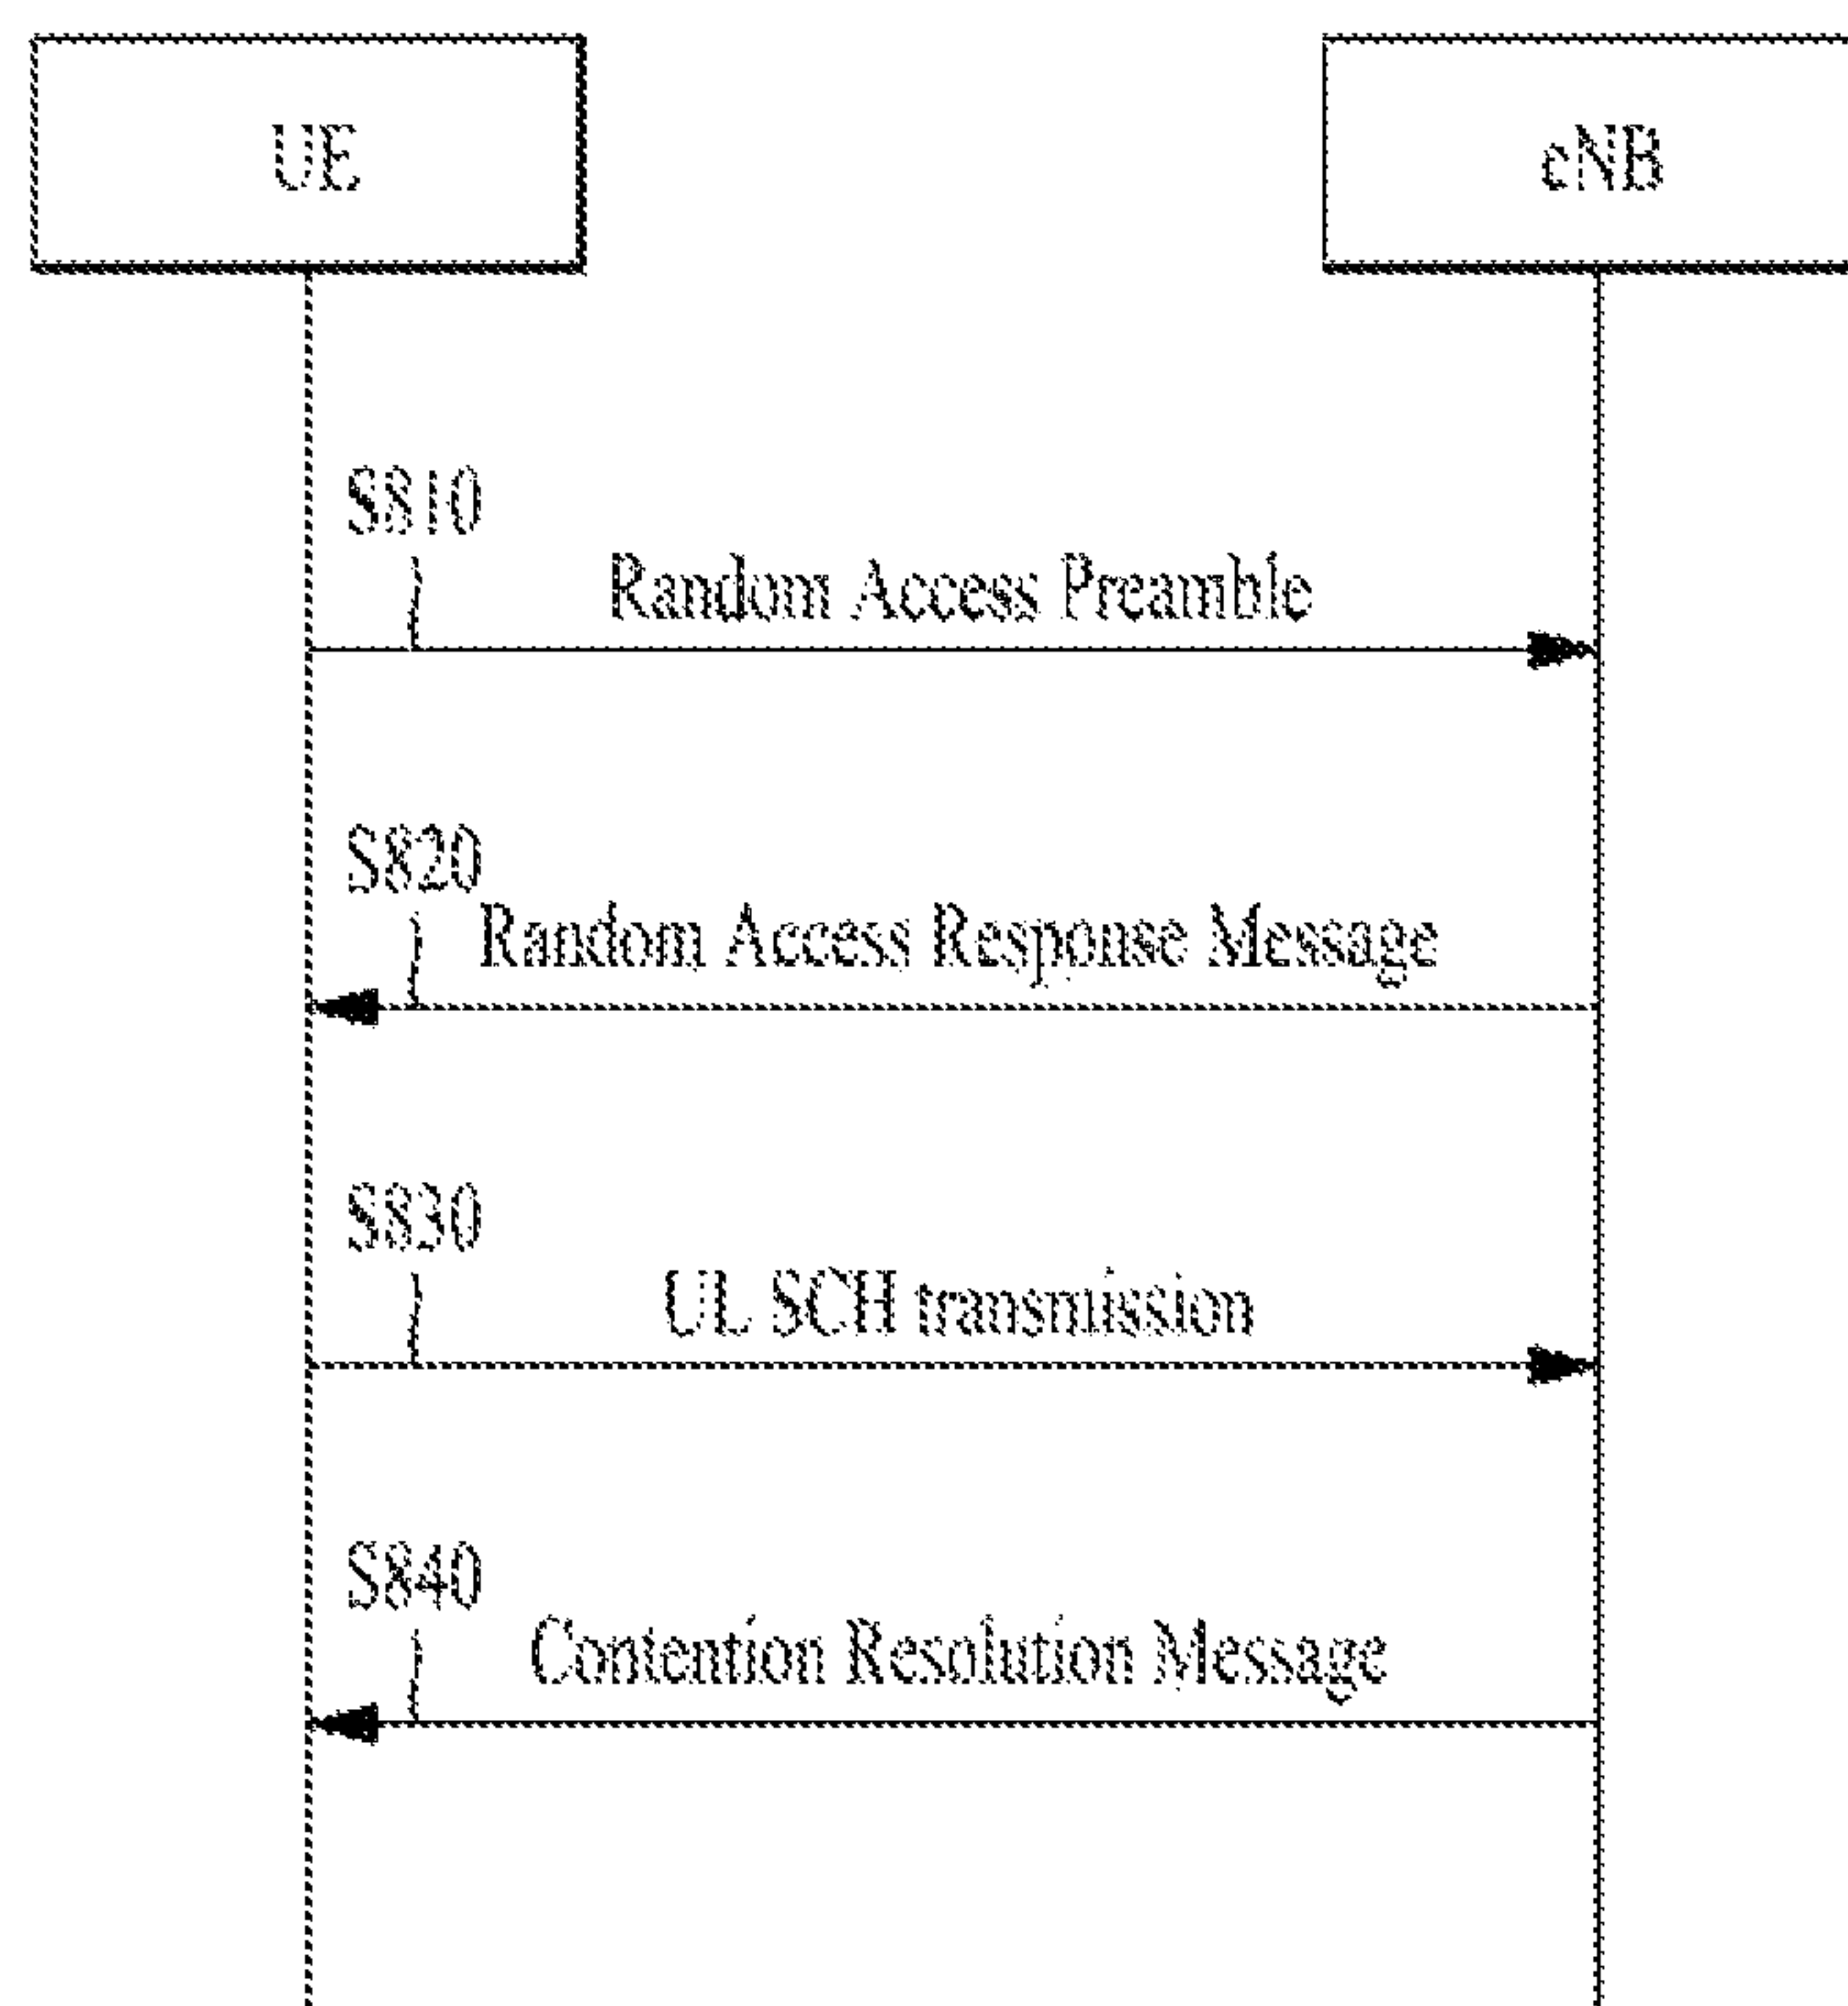 UE
eNB
S810
Random Access Preamble
S820
Random Access Response Message
S830
UL SCH transmission
S840
Contention Resolution Message